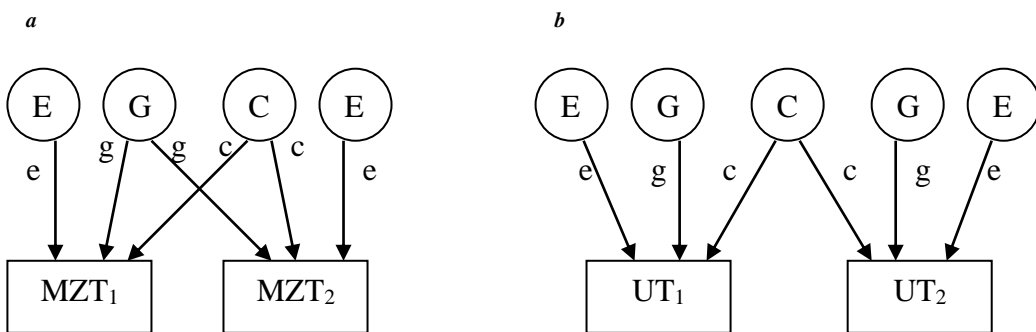 a b
E G C E E G C G E
e g g c c e e g c c g e
MZT₁ MZT₂ UT₁ UT₂